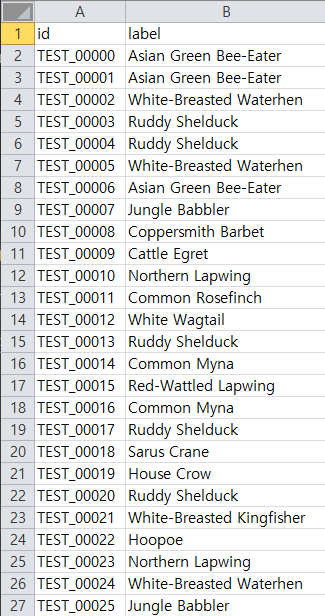 A B
1 id label
2 TEST_00000 Asian Green Bee-Eater
3 TEST_00001 Asian Green Bee-Eater
4 TEST_00002 White-Breasted Waterhen
5 TEST_00003 Ruddy Shelduck
6 TEST_00004 Ruddy Shelduck
7 TEST_00005 White-Breasted Waterhen
8 TEST_00006 Asian Green Bee-Eater
9 TEST_00007 Jungle Babbler
10 TEST_00008 Coppersmith Barbet
11 TEST_00009 Cattle Egret
12 TEST_00010 Northern Lapwing
13 TEST_00011 Common Rosefinch
14 TEST_00012 White Wagtail
15 TEST_00013 Ruddy Shelduck
16 TEST_00014 Common Myna
17 TEST_00015 Red-Wattled Lapwing
18 TEST_00016 Common Myna
19 TEST_00017 Ruddy Shelduck
20 TEST_00018 Sarus Crane
21 TEST_00019 House Crow
22 TEST_00020 Ruddy Shelduck
23 TEST_00021 White-Breasted Kingfisher
24 TEST_00022 Hoopoe
25 TEST_00023 Northern Lapwing
26 TEST_00024 White-Breasted Waterhen
27 TEST_00025 Jungle Babbler